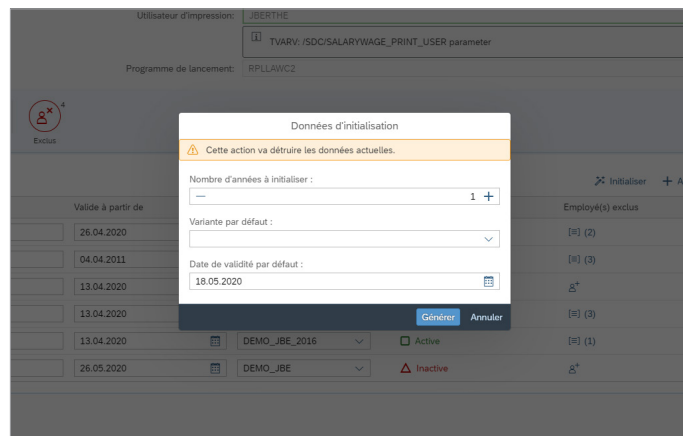 Utilisateur d'impression: JBERTHE
TVARV: /SDC/SALARYWAGE_PRINT_USER parameter
Programme de lancement: RPLLAWC2
4
Exclus
Données d'initialisation
Cette action va détruire les données actuelles.
Nombre d'années à initialiser :
1
Variante par défaut :
Date de validité par défaut :
18.05.2020
Générer Annuler
Initialiser A
Valide à partir de Employé(s) exclus
26.04.2020 (2)
04.04.2011 (3)
13.04.2020
13.04.2020 (3)
13.04.2020 DEMO_JBE_2016 Active (1)
26.05.2020 DEMO_JBE Inactive